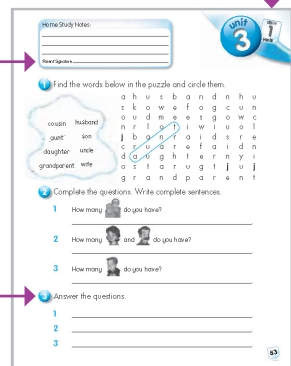 Home Study Notes:
unit
3
unit
1
Parent Signature
1 Find the words below in the puzzle and circle them.
cousin husband
aunt son
daughter uncle
grandparent wife
a h u s b a n d n h u
s k o w e f o g c u n
o u d m e e s g o w c
n r l o t i w i u o l
j b a n r a i d s r e
c r u a r e f a i d n
d a u g h t e r n y i
o s t a r u g t j u j
g r a n d p a r e n t
2 Complete the questions. Write complete sentences.
1 How many do you have?
2 How many and do you have?
3 How many do you have?
3 Answer the questions.
1
2
3
83